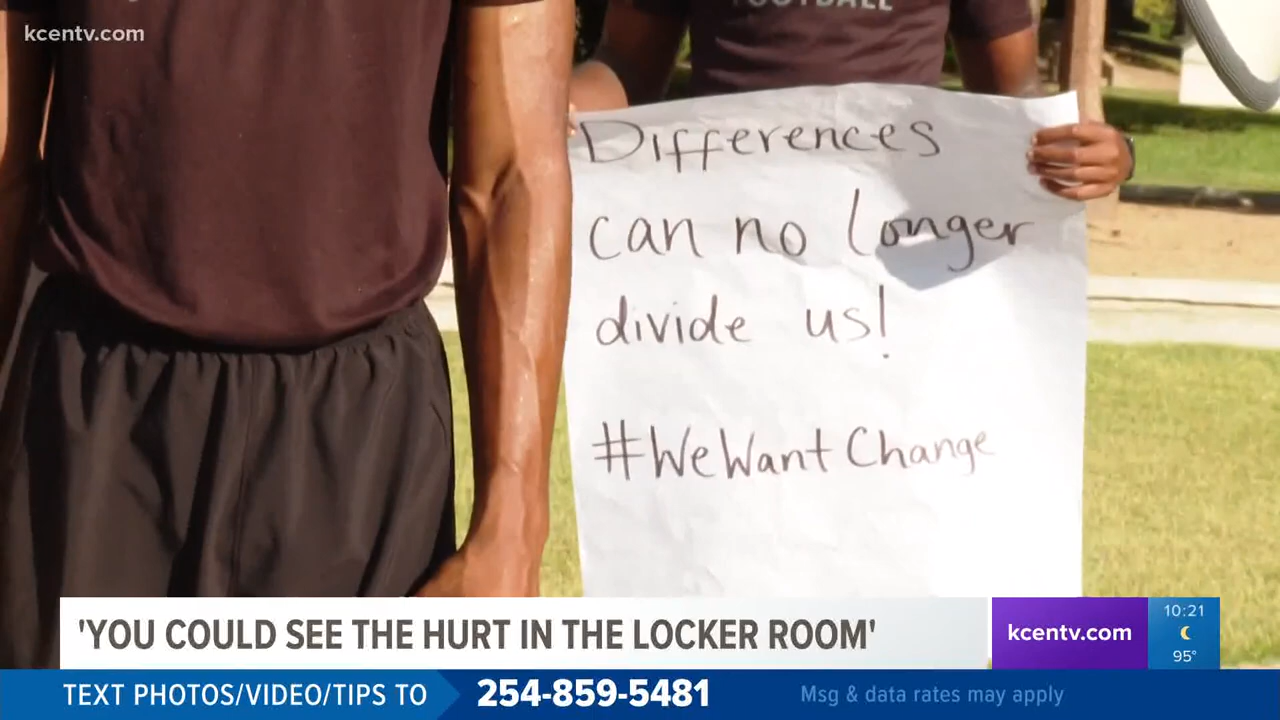 kcentv.com
FOOTBALL
Differences
can no longer
divide us!
#WeWantChange
'YOU COULD SEE THE HURT IN THE LOCKER ROOM'
kcentv.com
10:21
95°
TEXT PHOTOS/VIDEO/TIPS TO 254-859-5481 Msg & data rates may apply